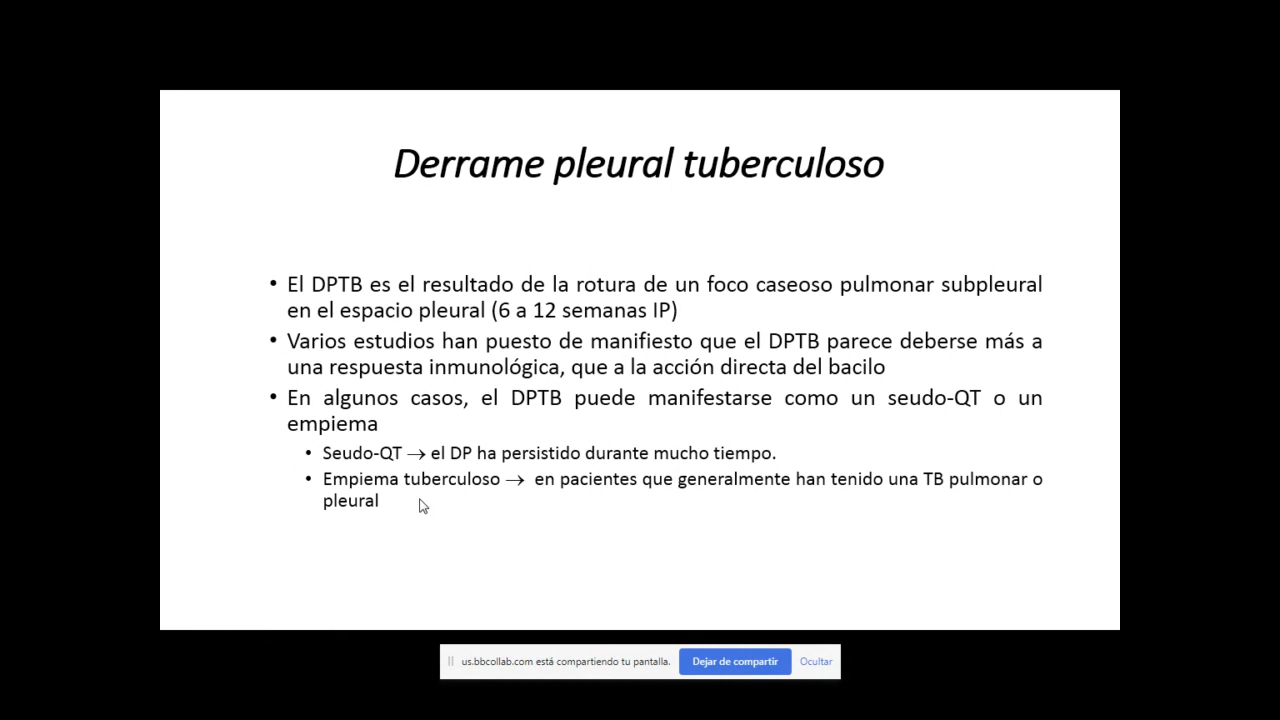 Derrame pleural tuberculoso
• El DPTB es el resultado de la rotura de un foco caseoso pulmonar subpleural
en el espacio pleural (6 a 12 semanas IP)
• Varios estudios han puesto de manifiesto que el DPTB parece deberse más a
una respuesta inmunológica, que a la acción directa del bacilo
• En algunos casos, el DPTB puede manifestarse como un seudo-QT o un
empiema
• Seudo-QT → el DP ha persistido durante mucho tiempo.
• Empiema tuberculoso → en pacientes que generalmente han tenido una TB pulmonar o
pleural
us.bbcollab.com está compartiendo tu pantalla. Dejar de compartir Ocultar